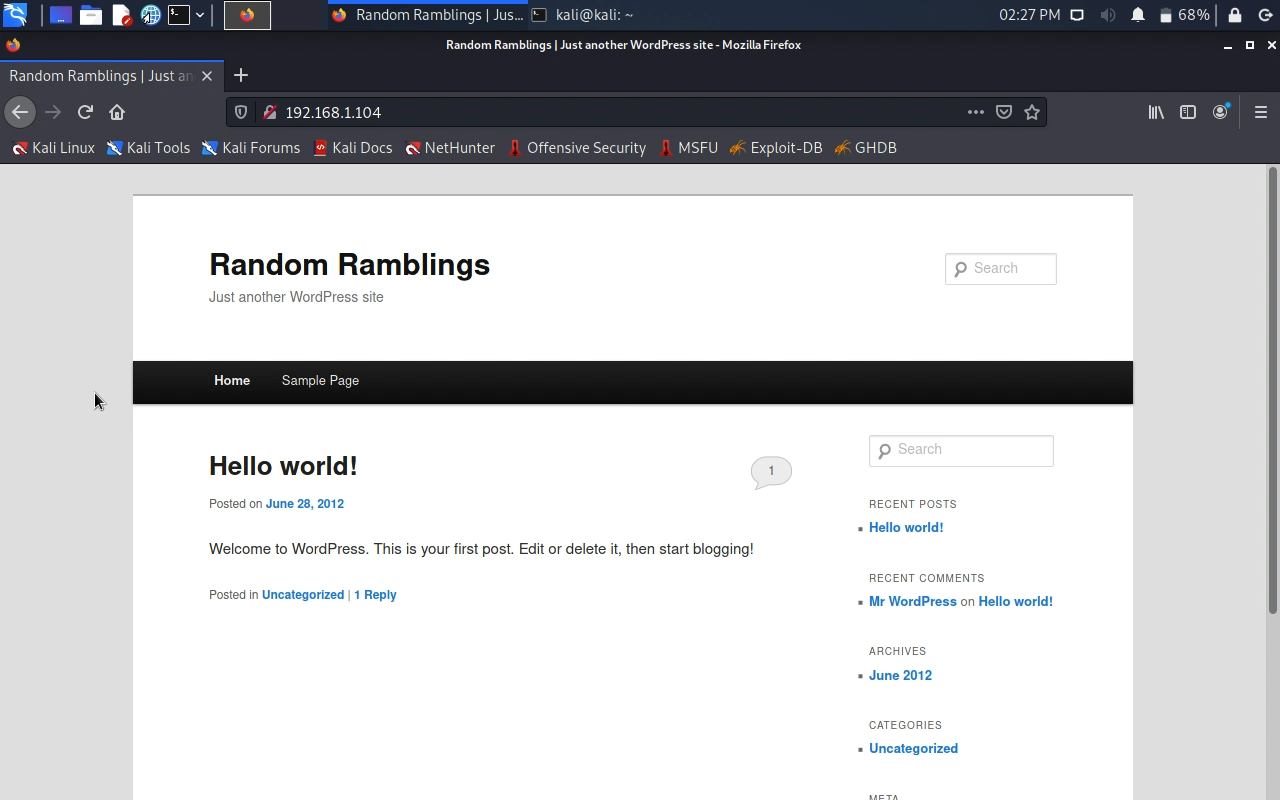 Random Ramblings | Jus...
kali@kali: ~
02:27 PM
68%
Random Ramblings | Just another WordPress site - Mozilla Firefox
Random Ramblings | Just an
192.168.1.104
Kali Linux Kali Tools Kali Forums Kali Docs NetHunter Offensive Security MSFU Exploit-DB GHDB
Random Ramblings
Search
Just another WordPress site
Home Sample Page
Hello world!
1
Posted on June 28, 2012
Welcome to WordPress. This is your first post. Edit or delete it, then start blogging!
Posted in Uncategorized | 1 Reply
Search
RECENT POSTS
Hello world!
RECENT COMMENTS
Mr WordPress on Hello world!
ARCHIVES
June 2012
CATEGORIES
Uncategorized
META